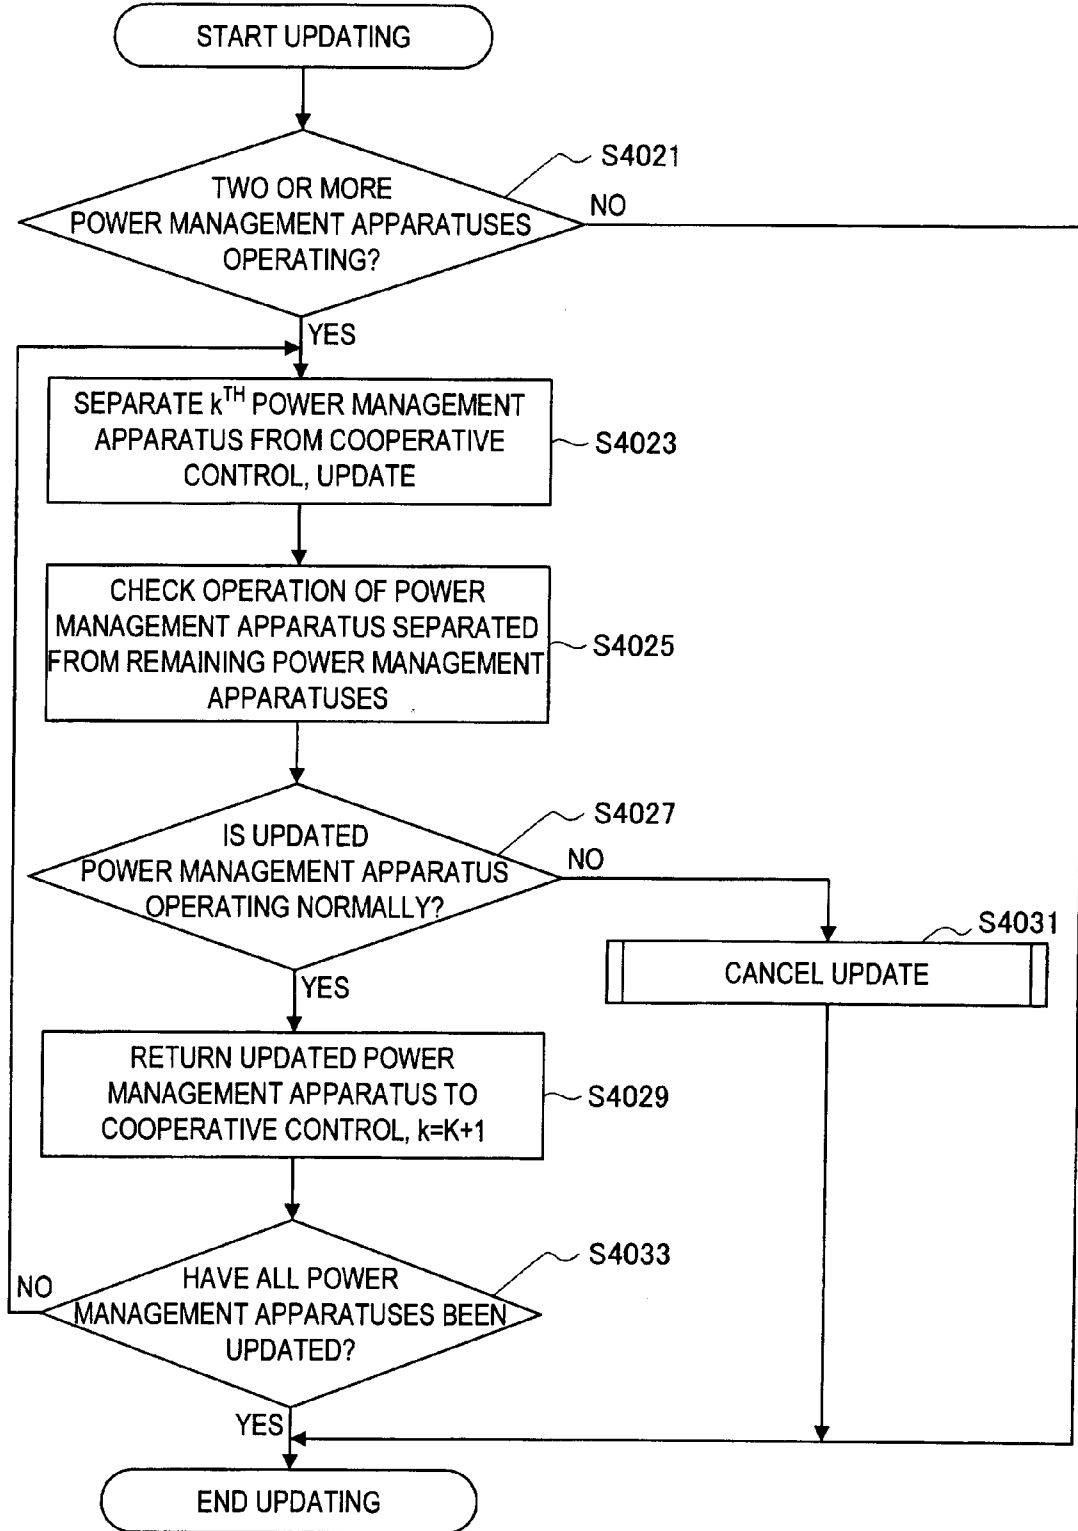 START UPDATING
S4021
TWO OR MORE
POWER MANAGEMENT APPARATUSES
OPERATING?
NO
YES
SEPARATE kTH POWER MANAGEMENT
APPARATUS FROM COOPERATIVE
CONTROL, UPDATE
S4023
CHECK OPERATION OF POWER
MANAGEMENT APPARATUS SEPARATED
FROM REMAINING POWER MANAGEMENT
APPARATUSES
S4025
IS UPDATED
POWER MANAGEMENT APPARATUS
OPERATING NORMALLY?
S4027
NO
S4031
CANCEL UPDATE
YES
RETURN UPDATED POWER
MANAGEMENT APPARATUS TO
COOPERATIVE CONTROL, k=K+1
S4029
HAVE ALL POWER
MANAGEMENT APPARATUSES BEEN
UPDATED?
S4033
NO
YES
END UPDATING